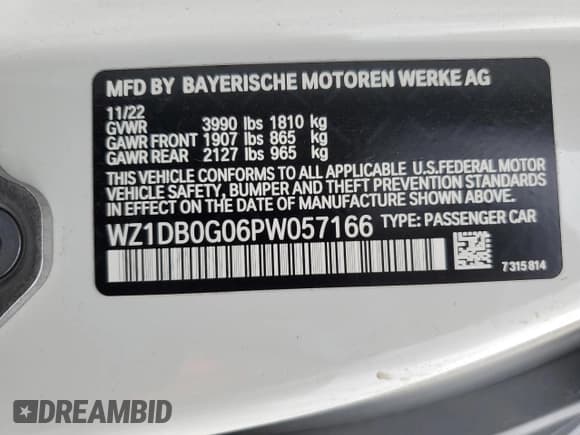 MFD BY BAYERISCHE MOTOREN WERKE AG
11/22
GVWR 3990 lbs 1810 kg
GAWR FRONT 1907 lbs 865 kg
GAWR REAR 2127 lbs 965 kg
THIS VEHICLE CONFORMS TO ALL APPLICABLE U.S.FEDERAL MOTOR
VEHICLE SAFETY, BUMPER AND THEFT PREVENTION STANDARDS
IN EFFECT ON THE DATE OF MANUFACTURE SHOWN ABOVE.
WZ1DB0G06PW057166 TYPE: PASSENGER CAR
7315814
DREAMBID